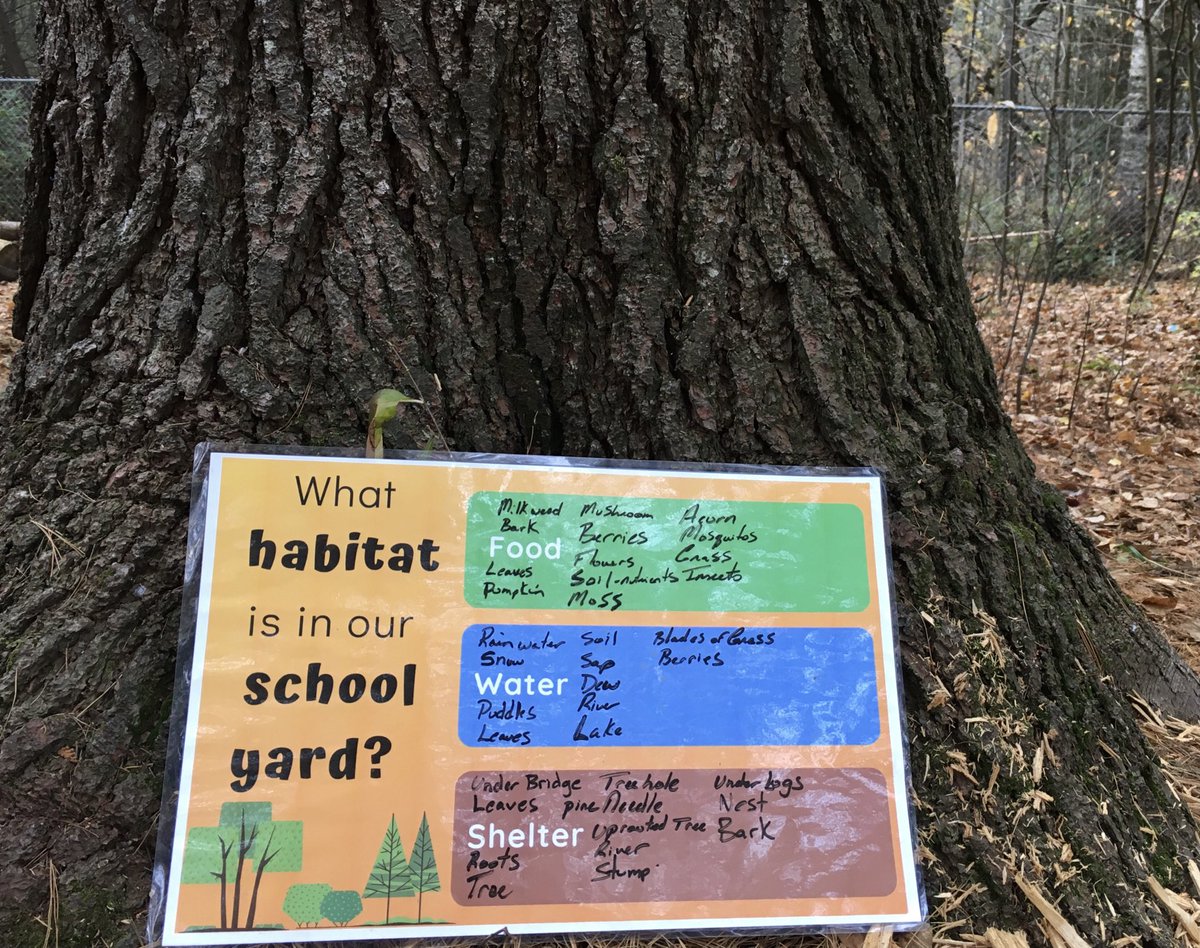 What
habitat
is in our
school
yard?
Milkweed Mushroom Acorn
Bark Berries Mosquitos
Food Flowers Grass
Leaves Soil-nutrients Insects
Pumpkin Moss
Rainwater Soil Blades of Grass
Snow Sap Berries
Water Dew
Puddles River
Leaves Lake
Under Bridge Tree hole Under logs
Leaves pine Needle Nest
Shelter Uprooted Tree Bark
Roots River
Tree Stump